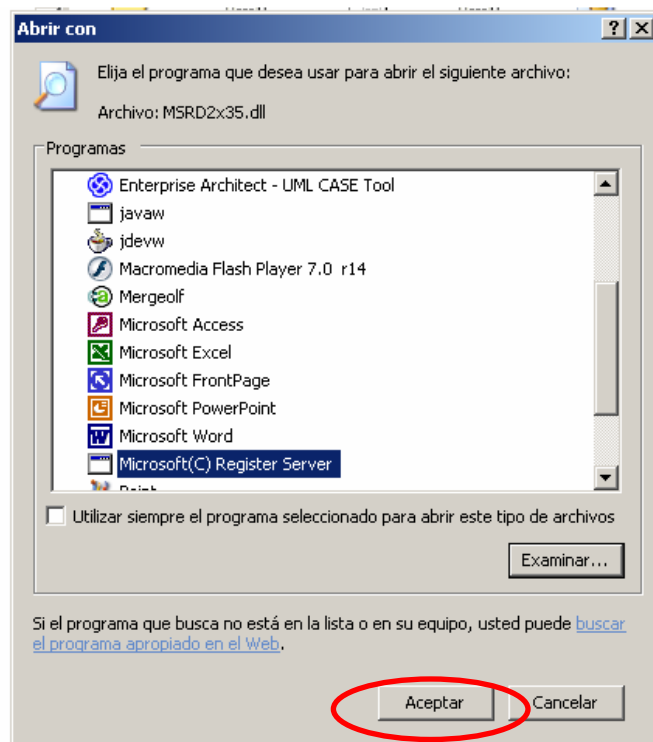 Abrir con
Elija el programa que desea usar para abrir el siguiente archivo:
Archivo: MSRD2x35.dll
Programas
Enterprise Architect - UML CASE Tool
javaw
jdevw
Macromedia Flash Player 7.0 r14
Mergeolf
Microsoft Access
Microsoft Excel
Microsoft FrontPage
Microsoft PowerPoint
Microsoft Word
Microsoft(C) Register Server
Utilizar siempre el programa seleccionado para abrir este tipo de archivos
Examinar...
Si el programa que busca no está en la lista o en su equipo, usted puede buscar
el programa apropiado en el Web.
Aceptar Cancelar